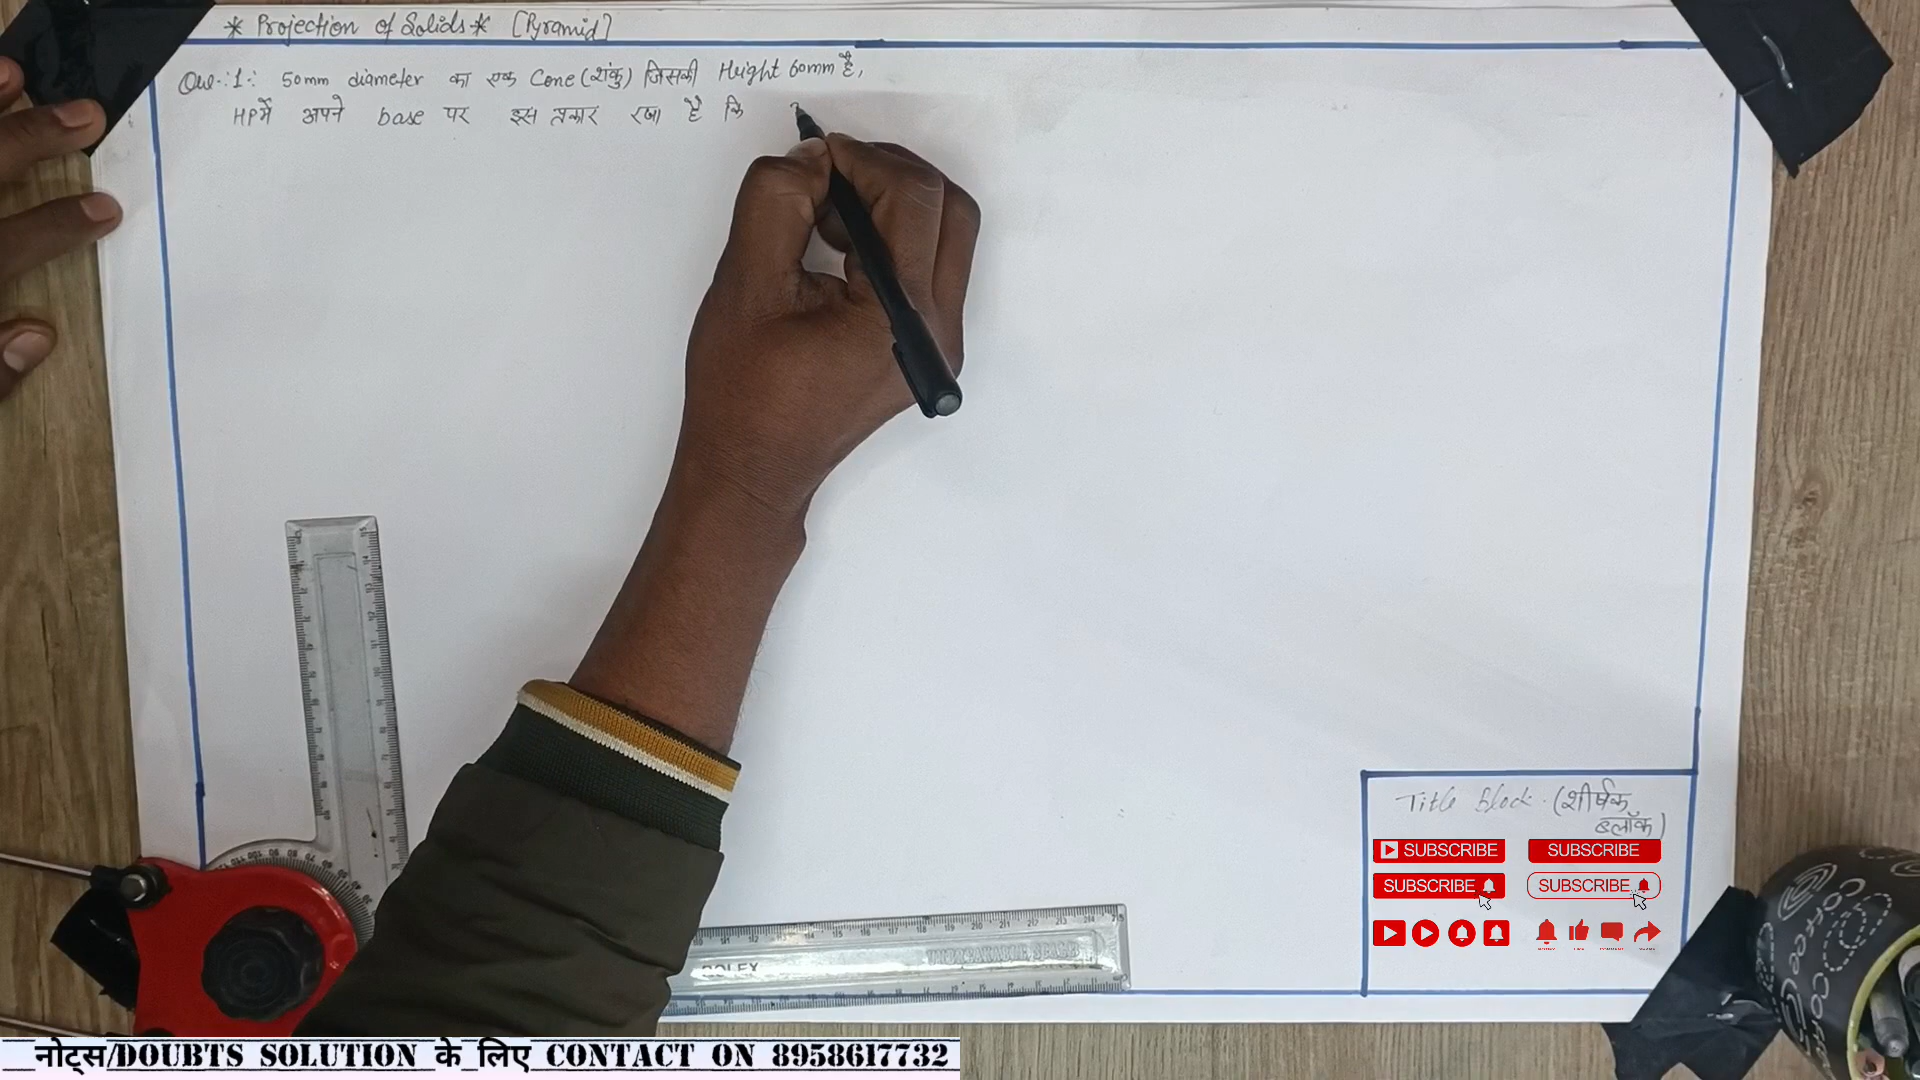 * Projection of Solids * [Pyramid]
Que.:1: 50mm diameter का एक Cone (शंकु) जिसकी Height 60mm है,
HP में अपने base पर इस प्रकार रखा है कि
Title Block. (शीर्षक
ब्लॉक)
SUBSCRIBE SUBSCRIBE
SUBSCRIBE SUBSCRIBE
COFFEE
नोट्स/DOUBTS SOLUTION के लिए CONTACT ON 8958617732